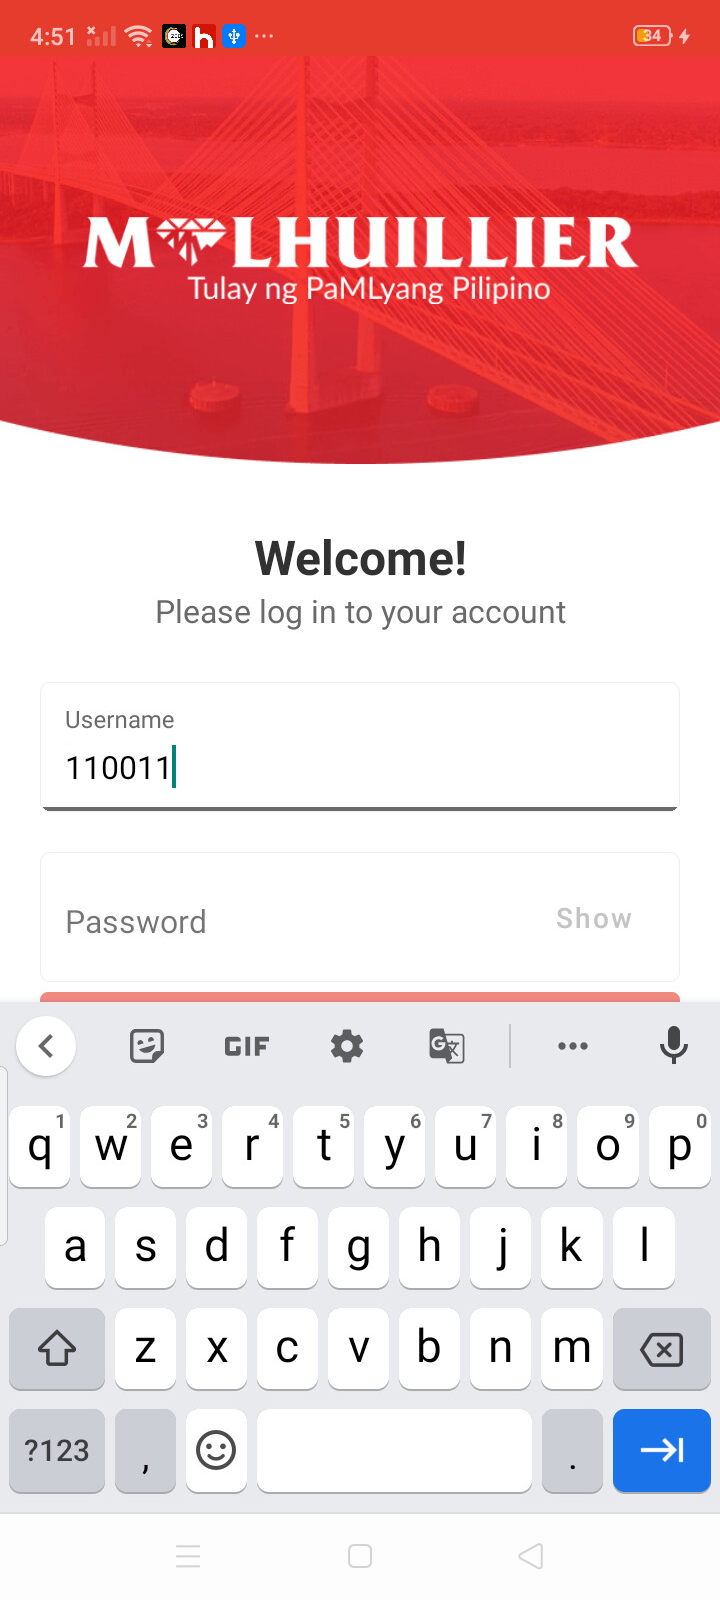 4:51
34
M LHUILLIER
Tulay ng PaMLyang Pilipino
Welcome!
Please log in to your account
Username
110011
Password
Show
GIF
G
1 2 3 4 5 6 7 8 9 0
q w e r t y u i o p
a s d f g h j k l
z x c v b n m
?123 , .